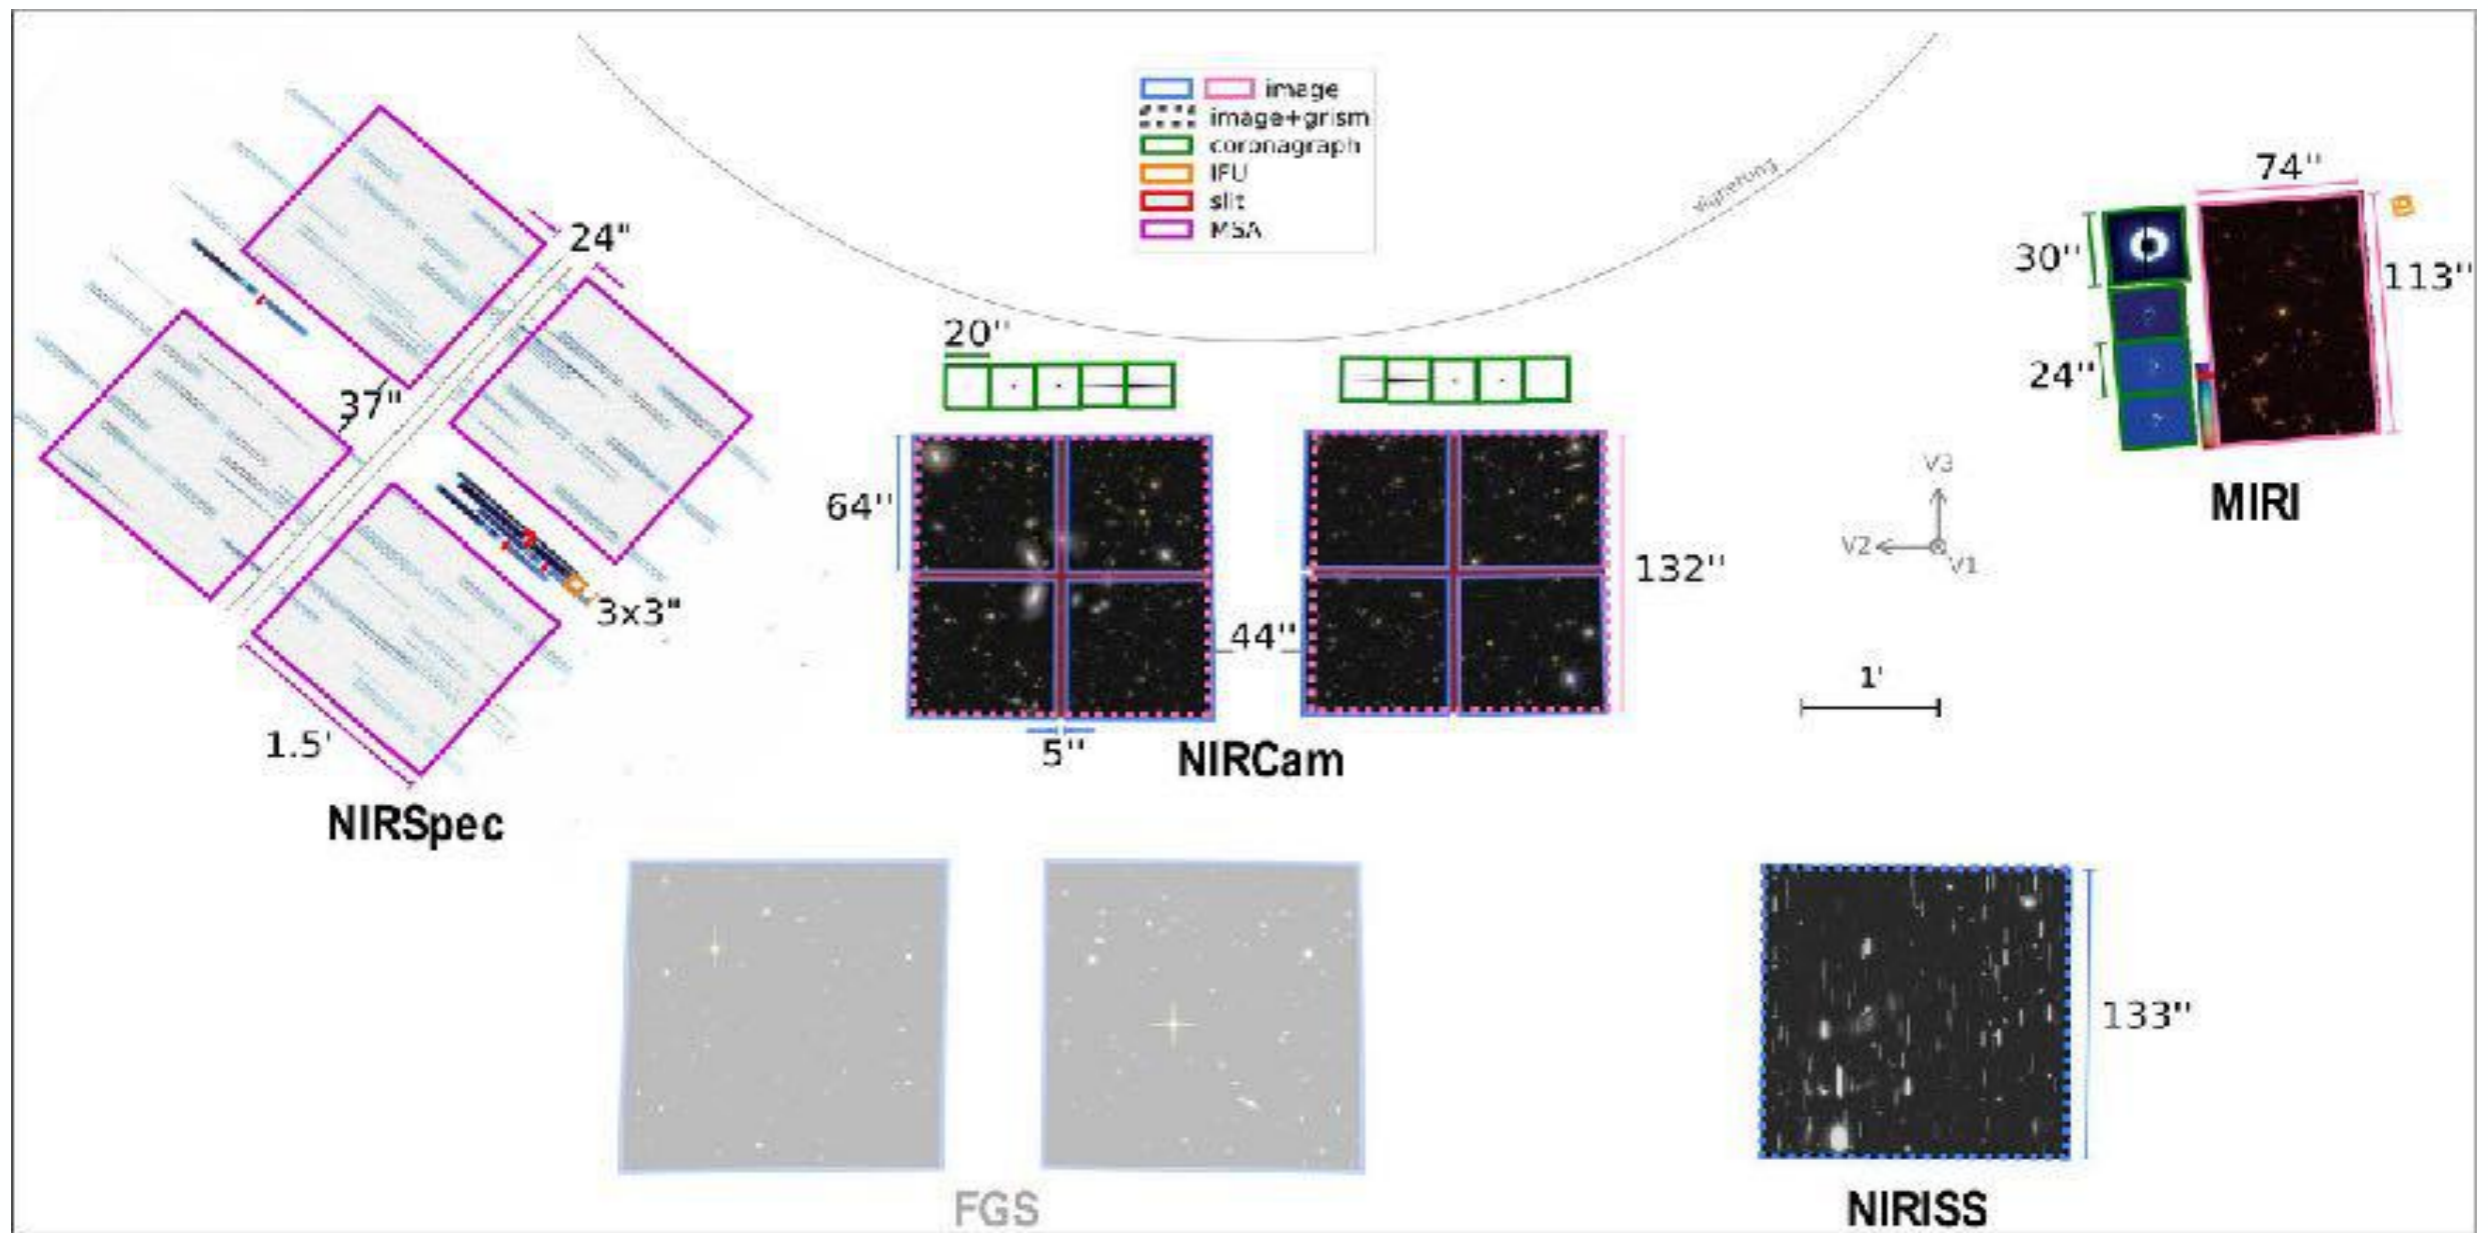 image
image+grism
coronagraph
IFU
slit
MSA
vignetting
24"
37"
3x3"
1.5'
NIRSpec
20"
64"
132"
44"
5"
NIRCam
74"
30"
113"
24"
MIRI
V3
V2
V1
1'
FGS
133"
NIRISS